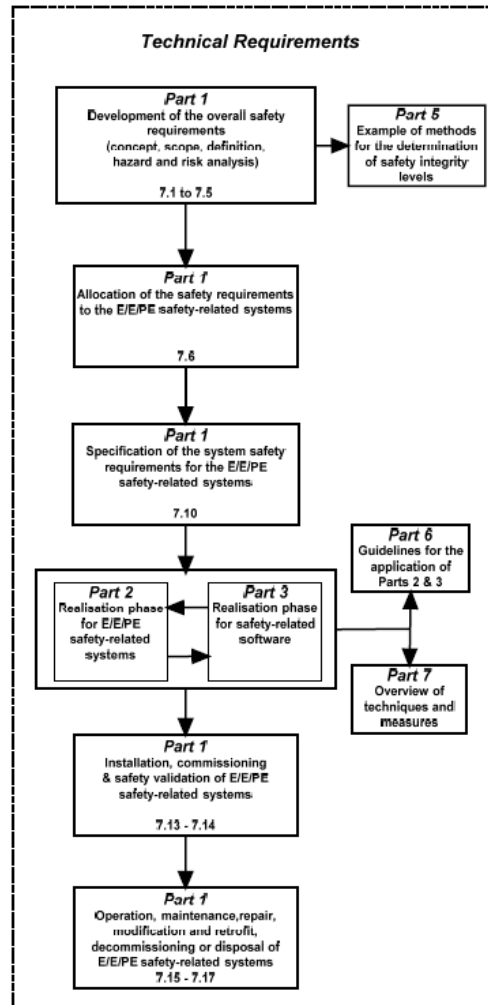 Technical Requirements
Part 1
Development of the overall safety
requirements
(concept, scope, definition,
hazard and risk analysis)
7.1 to 7.5
Part 5
Example of methods
for the determination
of safety integrity
levels
Part 1
Allocation of the safety requirements
to the E/E/PE safety-related systems
7.6
Part 1
Specification of the system safety
requirements for the E/E/PE
safety-related systems
7.10
Part 2
Realisation phase
for E/E/PE
safety-related
systems
Part 3
Realisation phase
for safety-related
software
Part 6
Guidelines for the
application of
Parts 2 & 3
Part 7
Overview of
techniques and
measures
Part 1
Installation, commissioning
& safety validation of E/E/PE
safety-related systems
7.13 - 7.14
Part 1
Operation, maintenance,repair,
modification and retrofit,
decommissioning or disposal of
E/E/PE safety-related systems
7.15 - 7.17